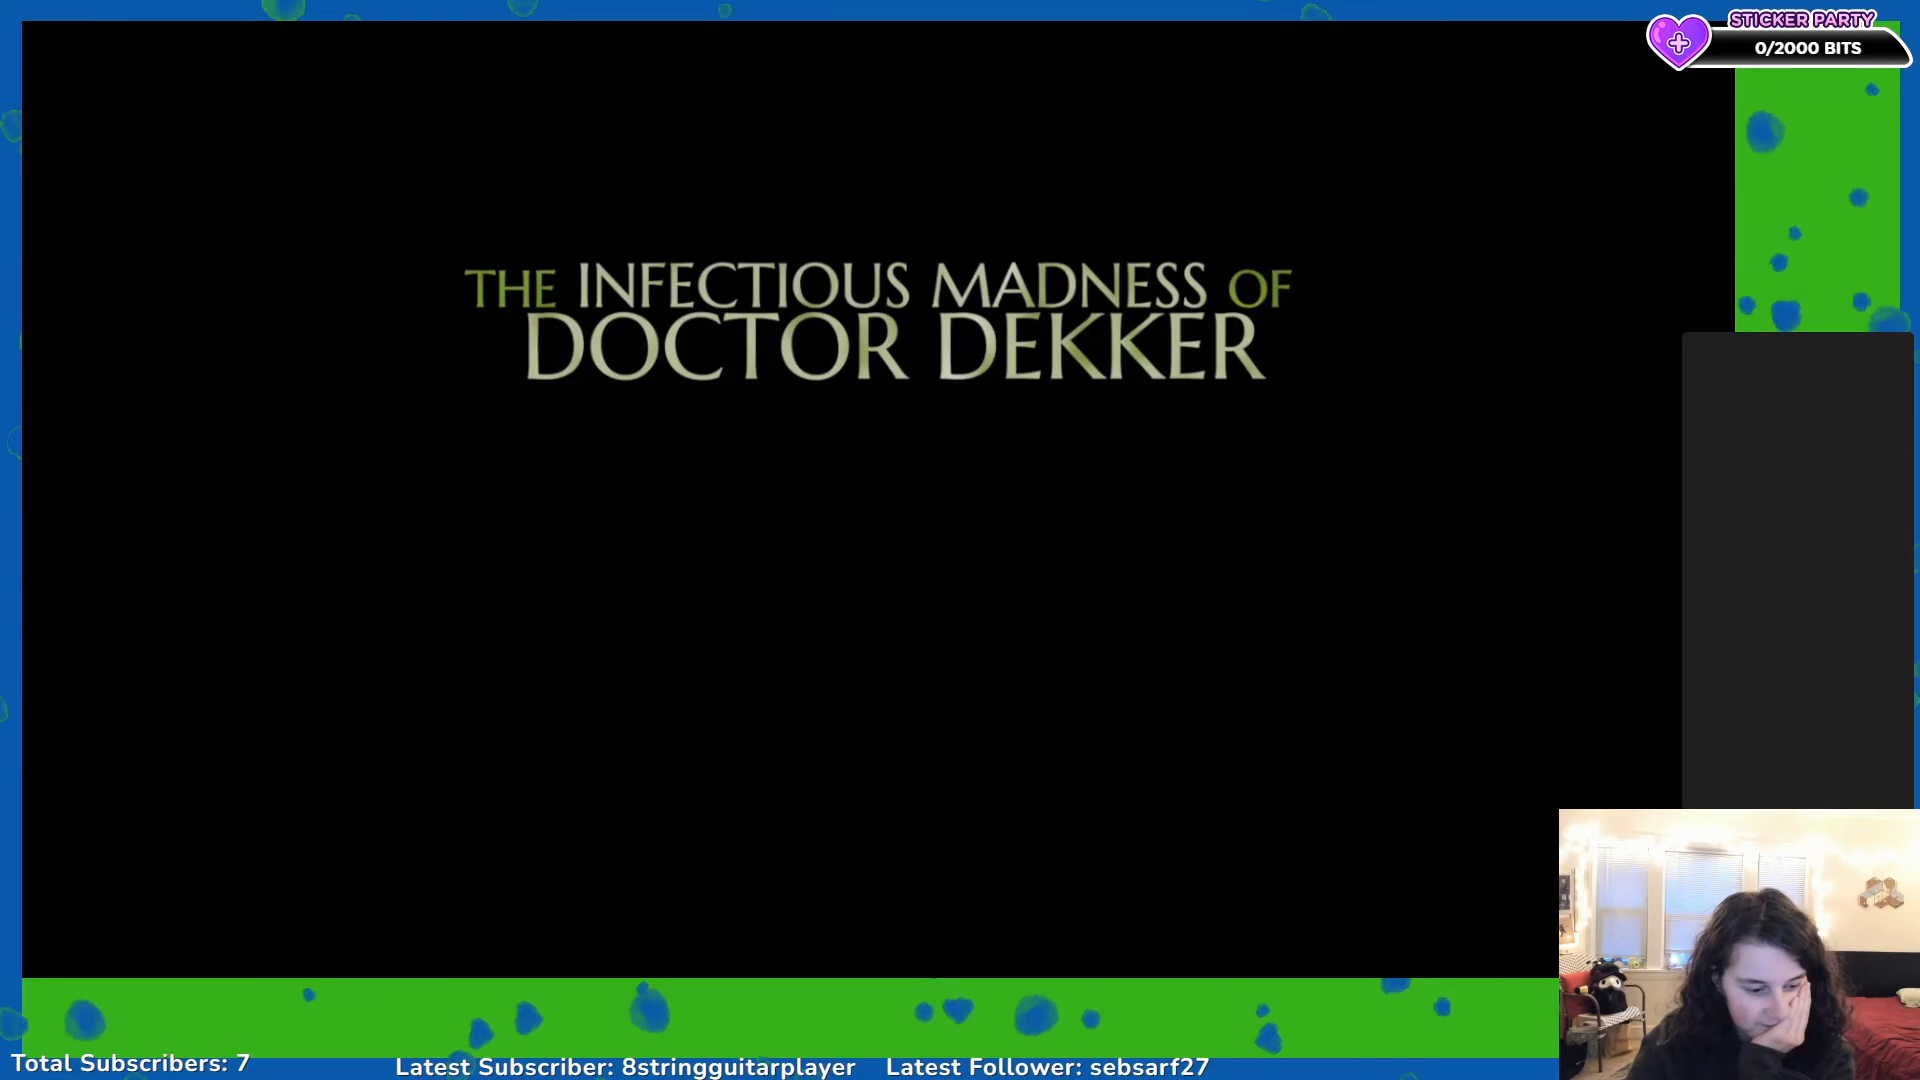 STICKER PARTY
0/2000 BITS
THE INFECTIOUS MADNESS OF
DOCTOR DEKKER
Total Subscribers: 7
Latest Subscriber: 8stringguitarplayer
Latest Follower: sebsarf27